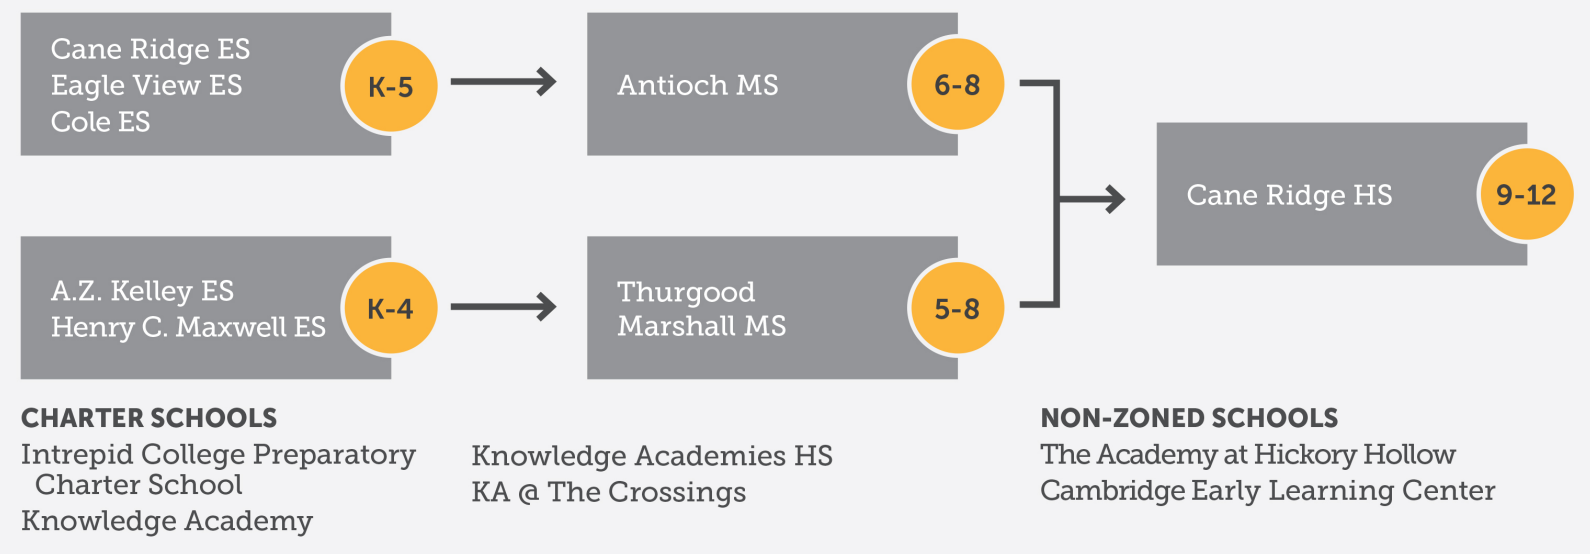 Cane Ridge ES
Eagle View ES
Cole ES
K-5
Antioch MS
6-8
Cane Ridge HS
9-12
A.Z. Kelley ES
Henry C. Maxwell ES
K-4
Thurgood
Marshall MS
5-8
CHARTER SCHOOLS
Intrepid College Preparatory
Charter School
Knowledge Academy
Knowledge Academies HS
KA @ The Crossings
NON-ZONED SCHOOLS
The Academy at Hickory Hollow
Cambridge Early Learning Center